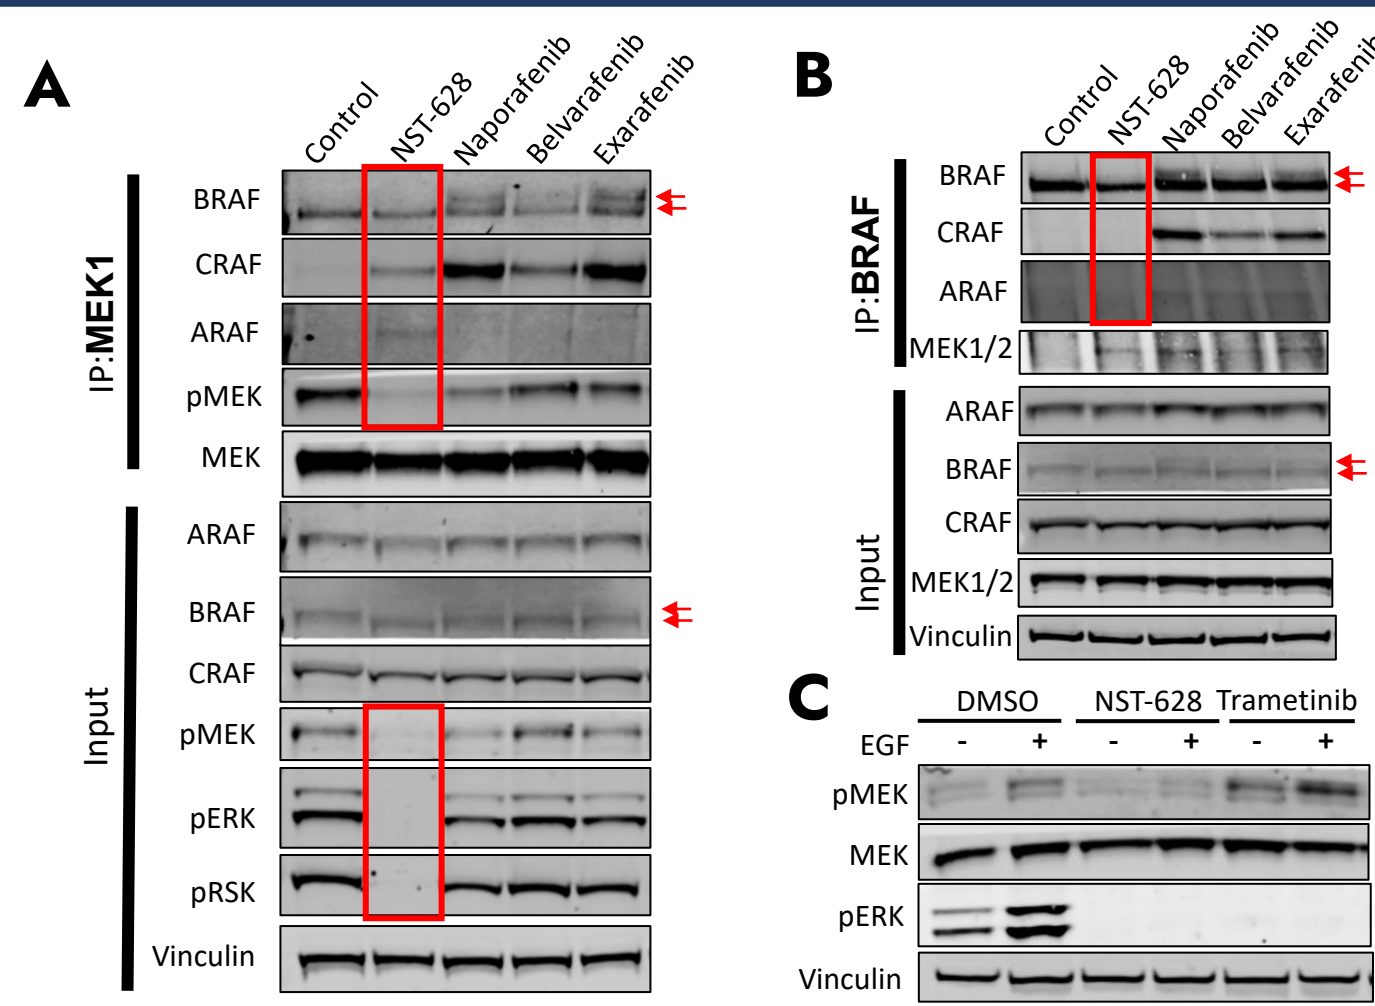 A
Control
NST-628
Naporafenib
Belvarafenib
Exarafenib
IP:MEK1
BRAF
CRAF
ARAF
pMEK
MEK
Input
ARAF
BRAF
CRAF
pMEK
pERK
pRSK
Vinculin
B
Control
NST-628
Naporafenib
Belvarafenib
Exarafenib
IP:BRAF
BRAF
CRAF
ARAF
MEK1/2
Input
ARAF
BRAF
CRAF
MEK1/2
Vinculin
C
DMSO NST-628 Trametinib
EGF - + - + - +
pMEK
MEK
pERK
Vinculin